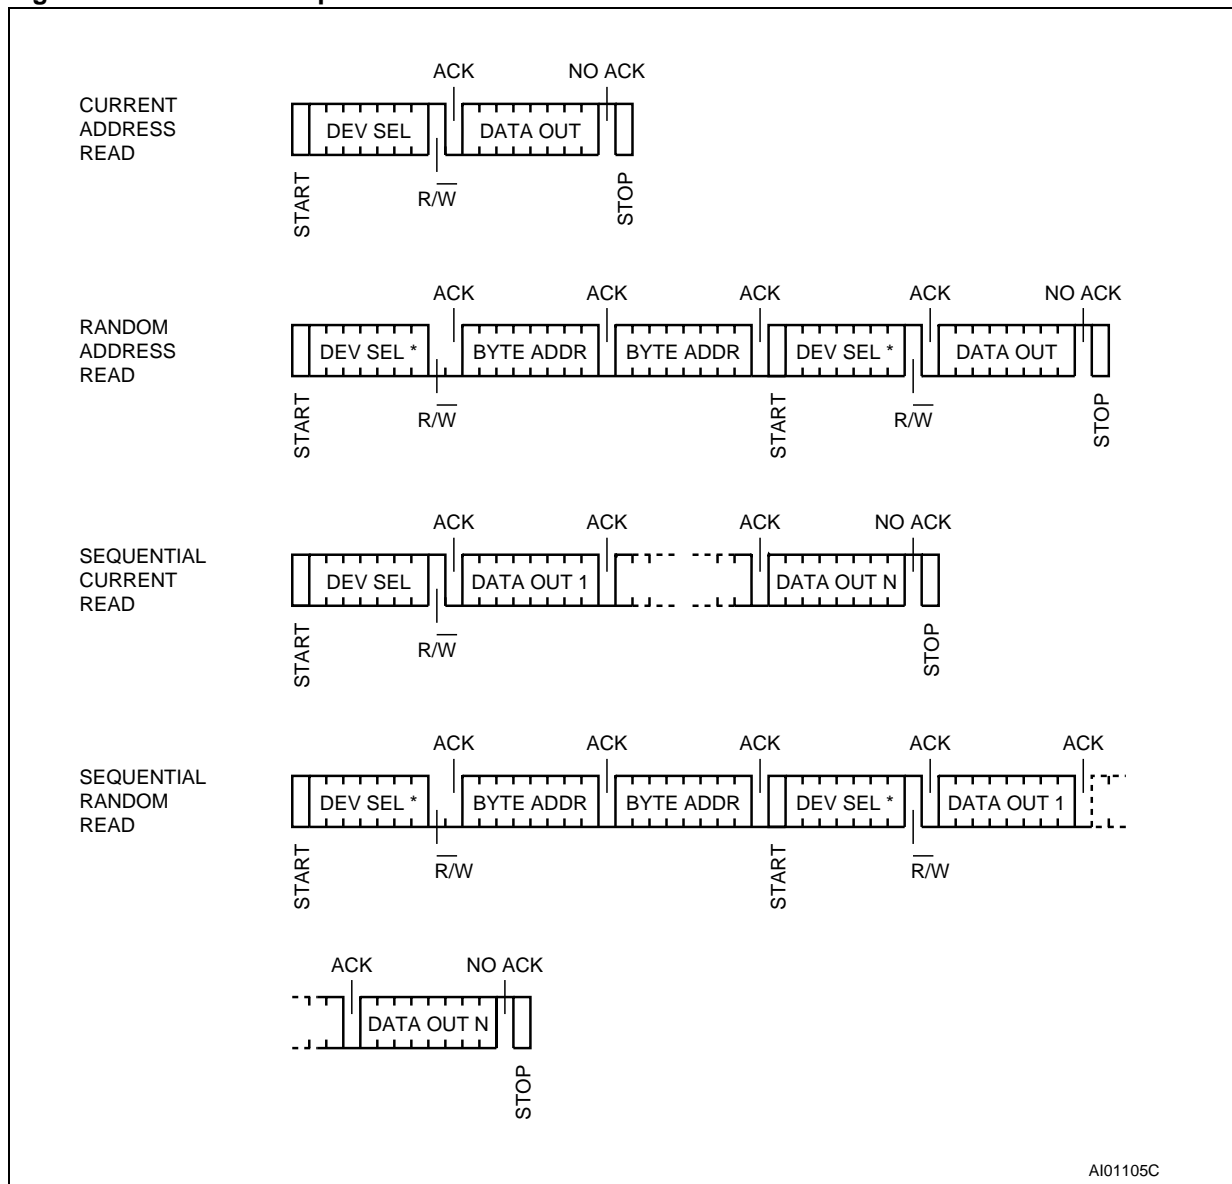 ACK NO ACK
CURRENT
ADDRESS
READ
DEV SEL DATA OUT
START R/W̅ STOP
ACK ACK ACK ACK NO ACK
RANDOM
ADDRESS
READ
DEV SEL * BYTE ADDR BYTE ADDR DEV SEL * DATA OUT
START R/W̅ START R/W̅ STOP
ACK ACK ACK NO ACK
SEQUENTIAL
CURRENT
READ
DEV SEL DATA OUT 1 DATA OUT N
START R/W̅ STOP
ACK ACK ACK ACK ACK
SEQUENTIAL
RANDOM
READ
DEV SEL * BYTE ADDR BYTE ADDR DEV SEL * DATA OUT 1
START R̅/W START R̅/W
ACK NO ACK
DATA OUT N
STOP
AI01105C